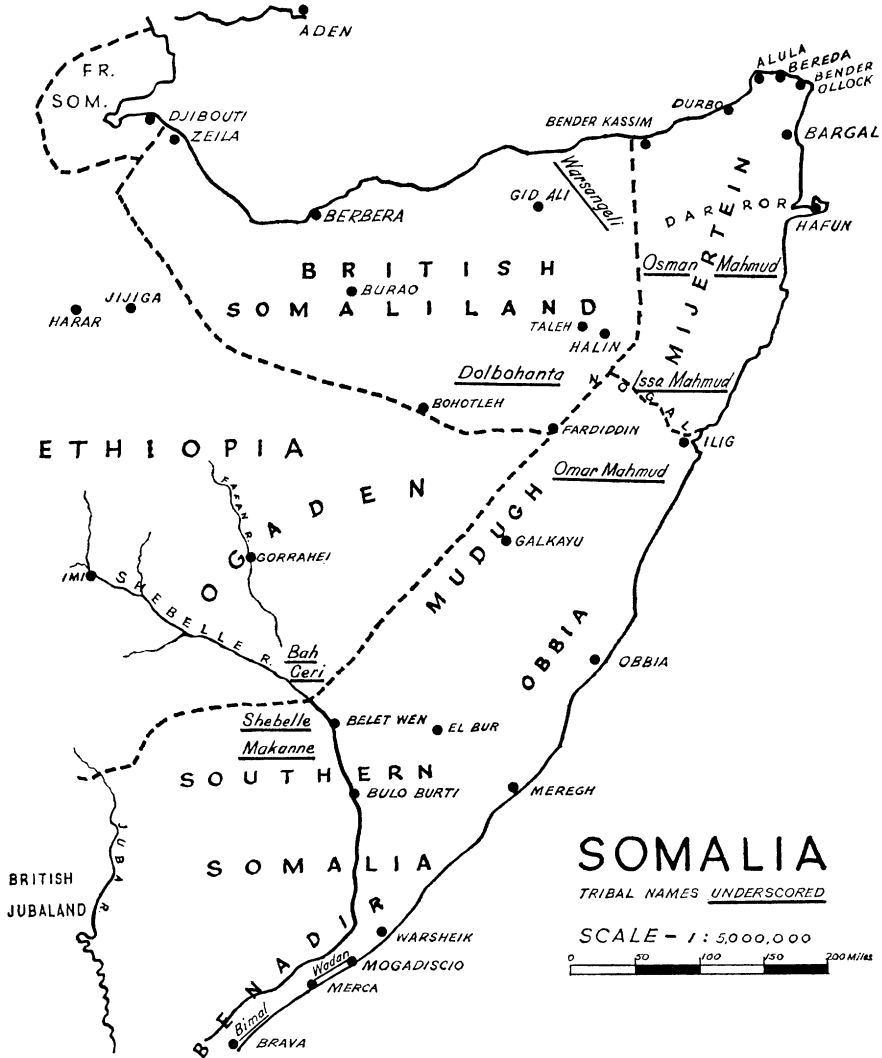 ADEN
FR.
SOM.
DJIBOUTI
ZEILA
ALULA
BEREDA
BENDER
OLLOCK
DURBO
BENDER KASSIM
BARGAL
Warsangeli
GID ALI
BERBERA
DARROR
HAFUN
MIJERTEIN
BRITISH
Osman Mahmud
BURAO
JIJIGA
HARAR
SOMALILAND
TALEH
HALIN
Dolbahanta
Issa Mahmud
NOGAL
BOHOTLEH
FARDIDDIN
ILIG
ETHIOPIA
Omar Mahmud
FAFAN R.
OGADEN
MUDUGH
GALKAYU
GORRAHEI
IMI
SHEBELLE R.
OBBIA
OBBIA
Bah
Geri
Shebelle
BELET WEN
EL BUR
Makanne
SOUTHERN
BULO BURTI
MEREGH
JUBA R.
SOMALIA
BRITISH
JUBALAND
BENADIR
WARSHEIK
Wadan
MOGADISCIO
MERCA
Bimal
BRAVA
SOMALIA
TRIBAL NAMES UNDERSCORED
SCALE – 1:5,000,000
0 50 100 150 200 Miles